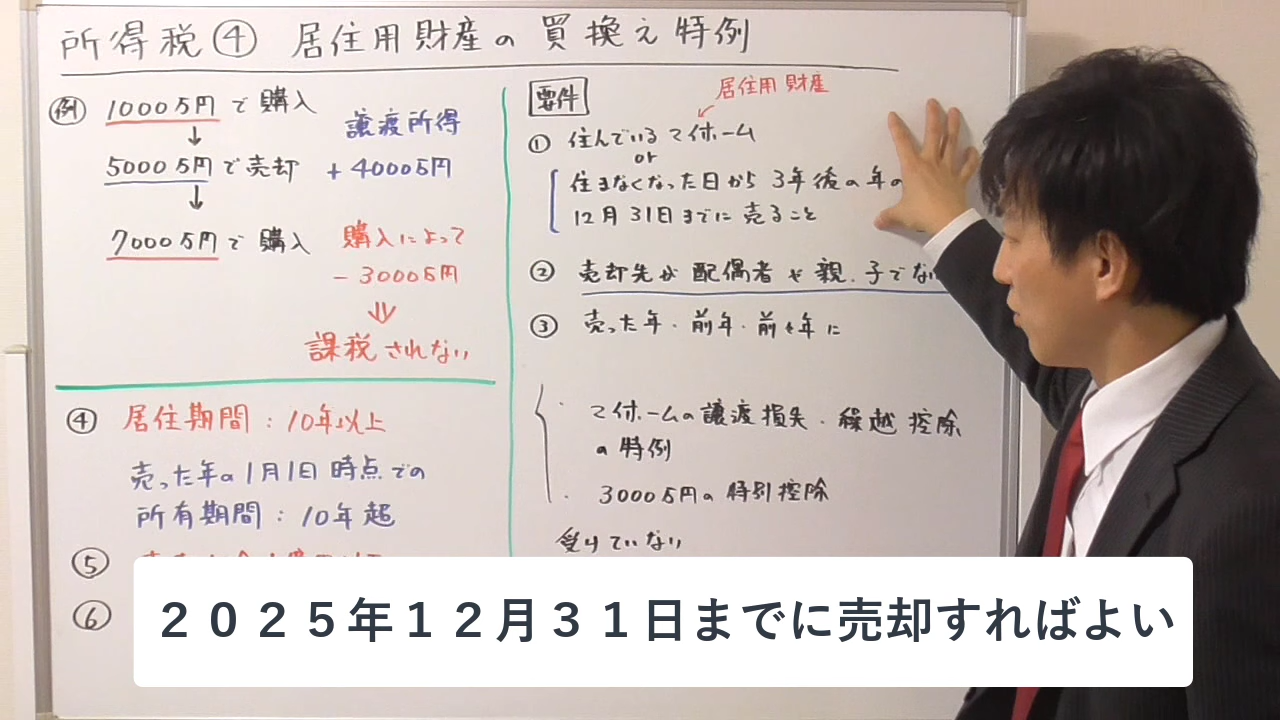 所得税④ 居住用財産の買換え特例
例 1000万円で購入
↓
5000万円で売却
↓
7000万円で購入
譲渡所得
+4000万円
購入によって
-3000万円
⇓
課税されない
④ 居住期間：10年以上
売った年の1月1日時点での
所有期間：10年超
⑤
⑥
要件
居住用財産
① 住んでいるマイホーム
or
住まなくなった日から3年後の年の
12月31日までに売ること
② 売却先が配偶者や親、子でな
③ 売った年・前年・前々年に
・マイホームの譲渡損失・繰越控除
の特例
・3000万円の特別控除
受けていない
２０２５年１２月３１日までに売却すればよい